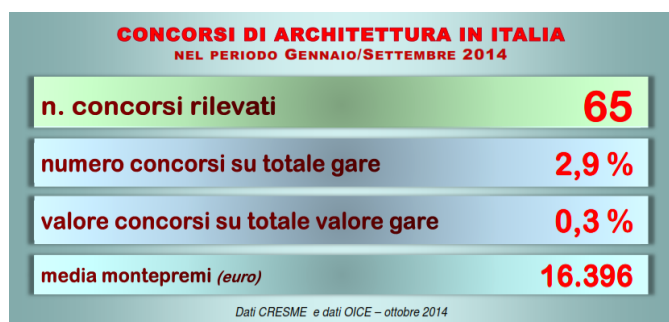 CONCORSI DI ARCHITETTURA IN ITALIA
NEL PERIODO GENNAIO/SETTEMBRE 2014
n. concorsi rilevati 65
numero concorsi su totale gare 2,9 %
valore concorsi su totale valore gare 0,3 %
media montepremi (euro) 16.396
Dati CRESME e dati OICE – ottobre 2014